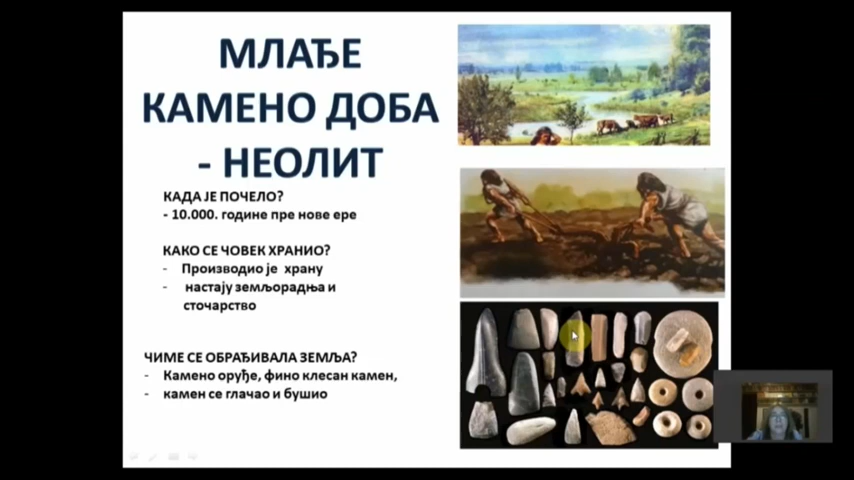 МЛАЂЕ
КАМЕНО ДОБА
- НЕОЛИТ
КАДА ЈЕ ПОЧЕЛО?
- 10.000. године пре нове ере
КАКО СЕ ЧОВЕК ХРАНИО?
- Производио је храну
- настају земљорадња и
сточарство
ЧИМЕ СЕ ОБРАЂИВАЛА ЗЕМЉА?
- Камено оруђе, фино клесан камен,
- камен се глачао и бушио